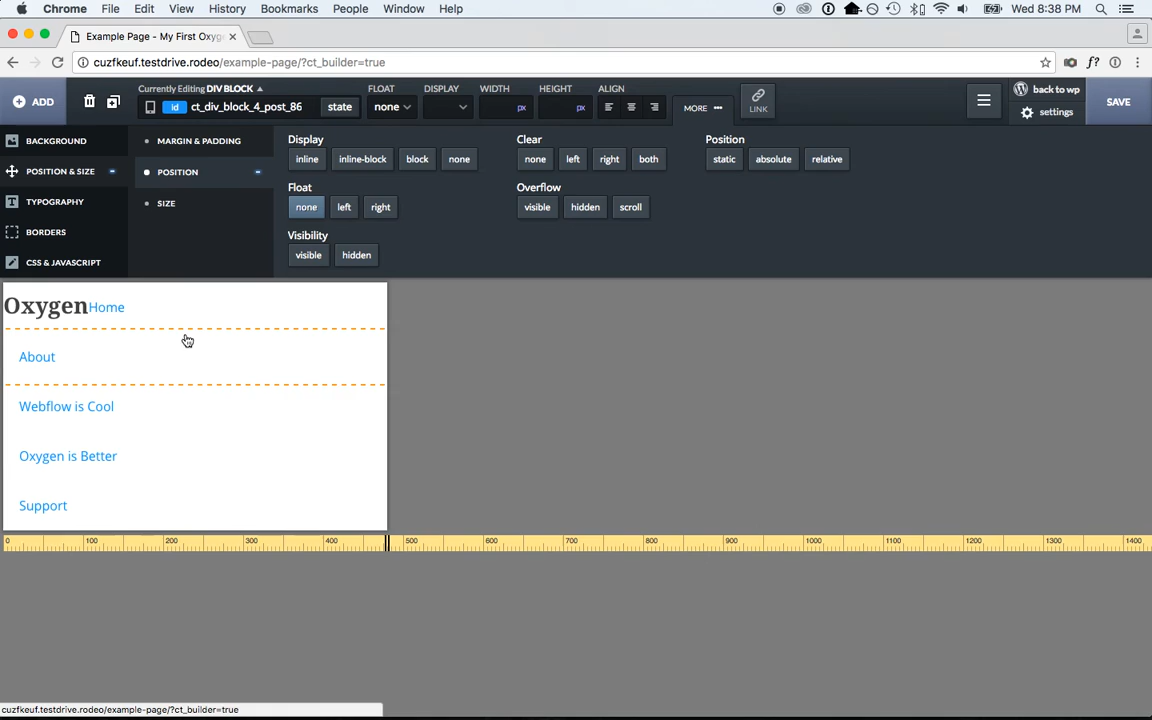 Chrome File Edit View History Bookmarks People Window Help Wed 8:38 PM
Example Page - My First Oxyge
cuzfkeuf.testdrive.rodeo/example-page/?ct_builder=true
ADD
Currently Editing DIV BLOCK
id ct_div_block_4_post_86 state
FLOAT
none
DISPLAY
WIDTH
px
HEIGHT
px
ALIGN
MORE
LINK
back to wp
settings
SAVE
BACKGROUND
POSITION & SIZE
TYPOGRAPHY
BORDERS
CSS & JAVASCRIPT
MARGIN & PADDING
POSITION
SIZE
Display
inline inline-block block none
Float
none left right
Visibility
visible hidden
Clear
none left right both
Overflow
visible hidden scroll
Position
static absolute relative
Oxygen Home
About
Webflow is Cool
Oxygen is Better
Support
0 100 200 300 400 500 600 700 800 900 1000 1100 1200 1300 1400
cuzfkeuf.testdrive.rodeo/example-page/?ct_builder=true